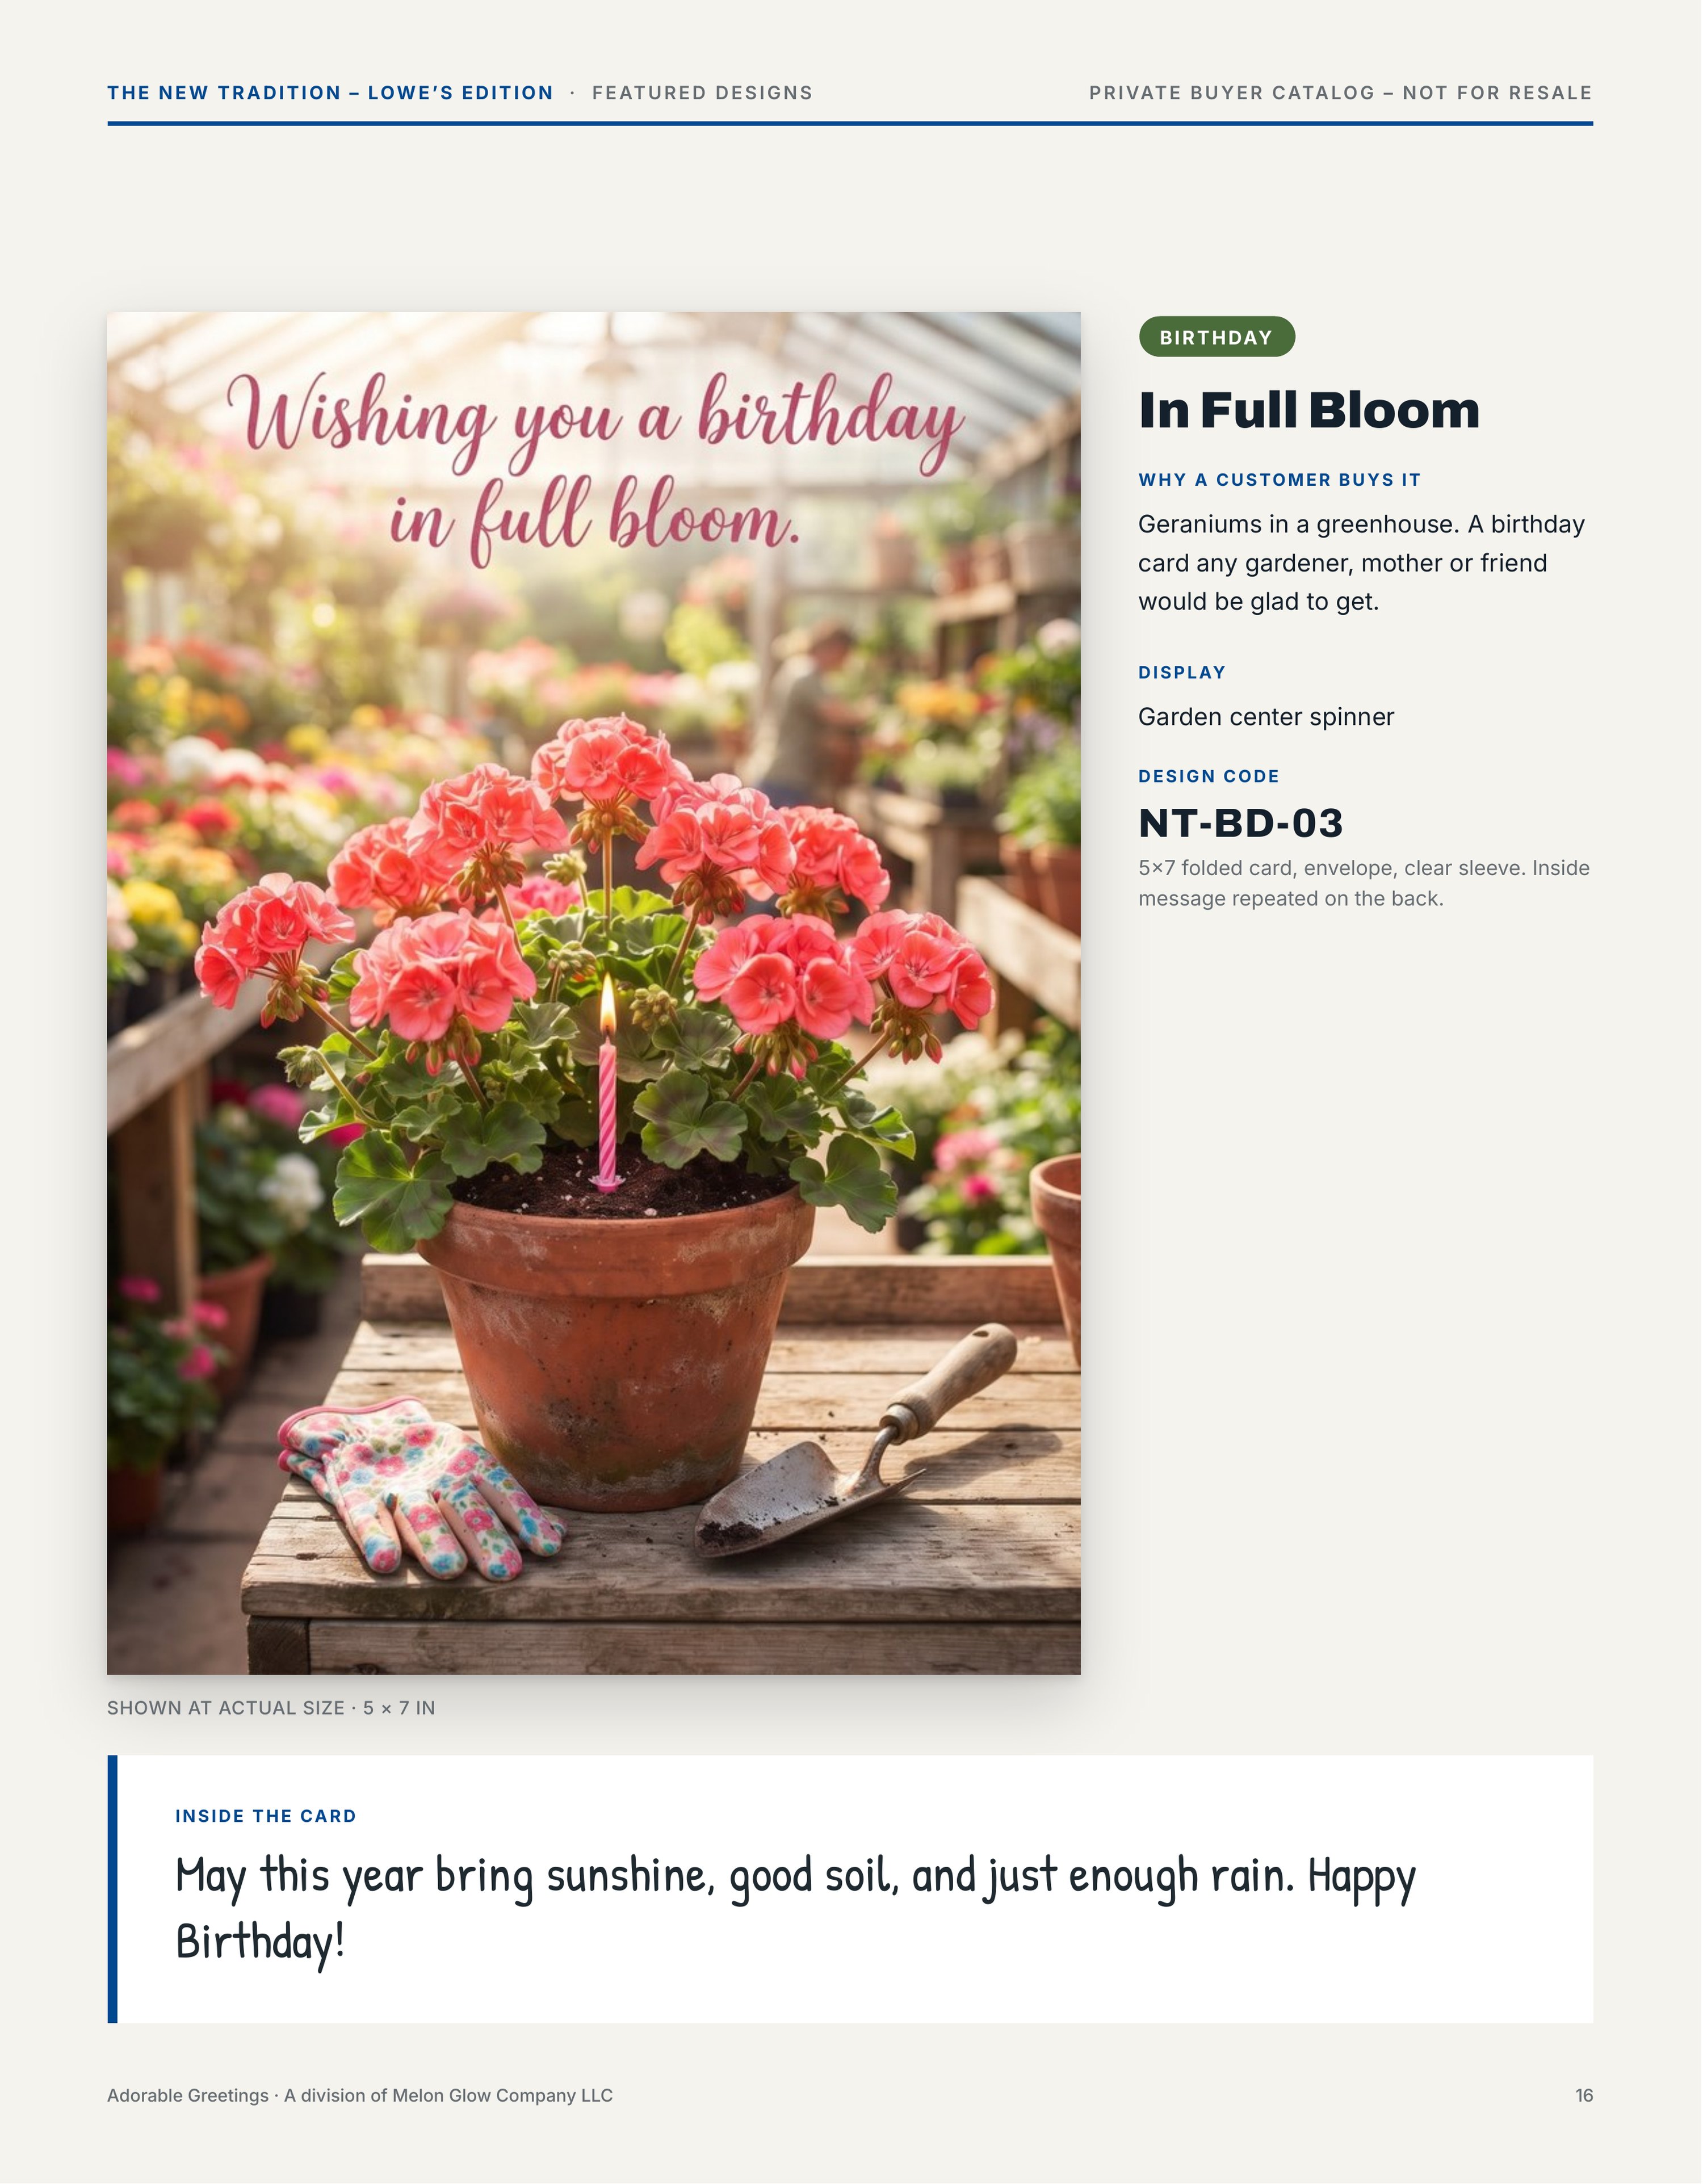 THE NEW TRADITION – LOWE’S EDITION · FEATURED DESIGNS
PRIVATE BUYER CATALOG – NOT FOR RESALE
Wishing you a birthday
in full bloom.
BIRTHDAY
In Full Bloom
WHY A CUSTOMER BUYS IT
Geraniums in a greenhouse. A birthday
card any gardener, mother or friend
would be glad to get.
DISPLAY
Garden center spinner
DESIGN CODE
NT-BD-03
5×7 folded card, envelope, clear sleeve. Inside
message repeated on the back.
SHOWN AT ACTUAL SIZE · 5 × 7 IN
INSIDE THE CARD
May this year bring sunshine, good soil, and just enough rain. Happy
Birthday!
Adorable Greetings · A division of Melon Glow Company LLC
16